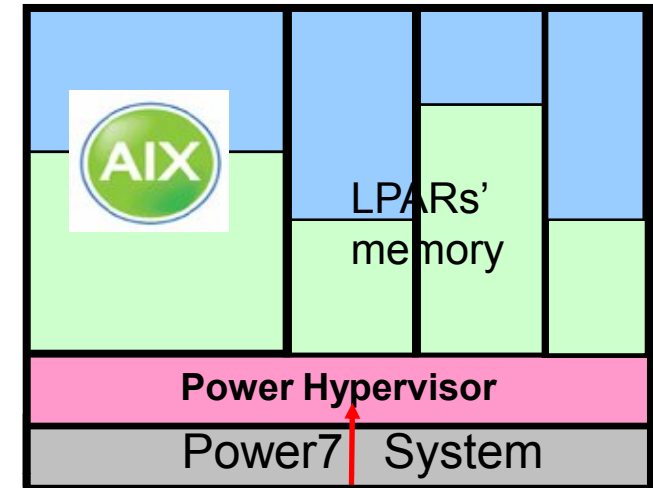 AIX
LPARs’
memory
Power Hypervisor
Power7 System